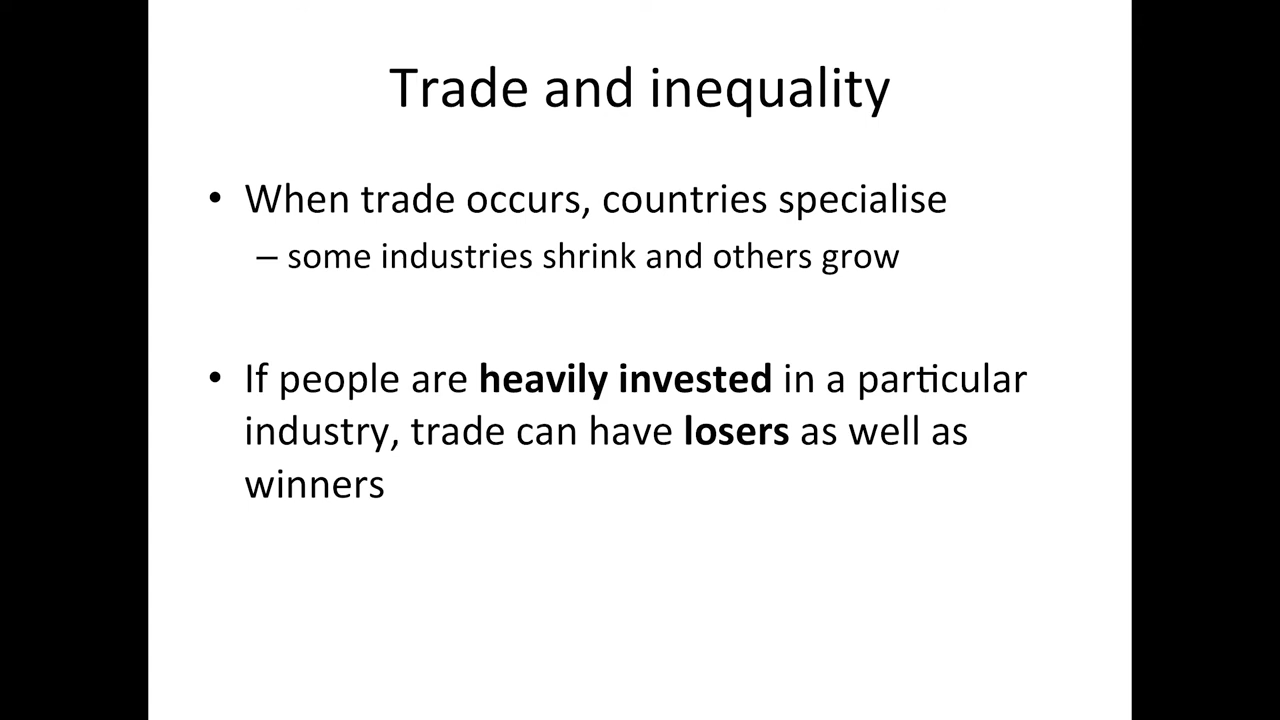 Trade and inequality
• When trade occurs, countries specialise
– some industries shrink and others grow
• If people are heavily invested in a particular
industry, trade can have losers as well as
winners